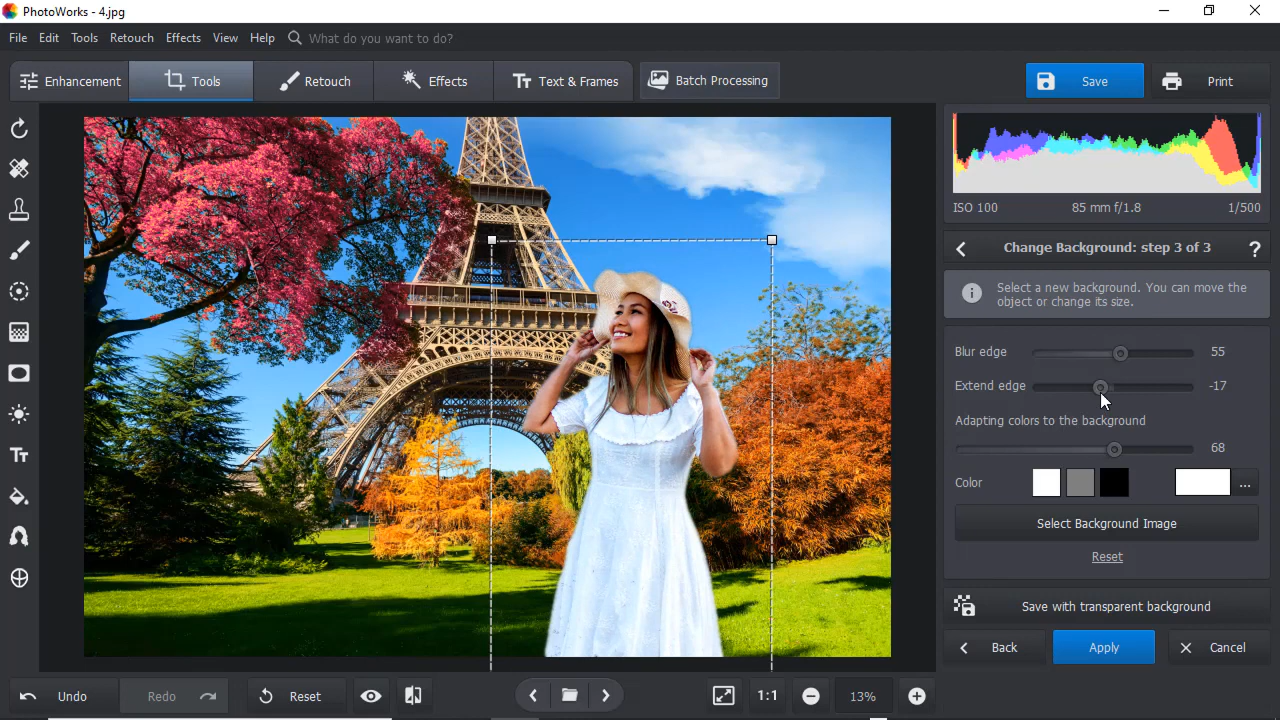 PhotoWorks - 4.jpg
File Edit Tools Retouch Effects View Help What do you want to do?
Enhancement Tools Retouch Effects Text & Frames Batch Processing Save Print
ISO 100 85 mm f/1.8 1/500
Change Background: step 3 of 3 ?
Select a new background. You can move the
object or change its size.
Blur edge 55
Extend edge -17
Adapting colors to the background
68
Color ...
Select Background Image
Reset
Save with transparent background
Back Apply Cancel
Undo Redo Reset 1:1 13%